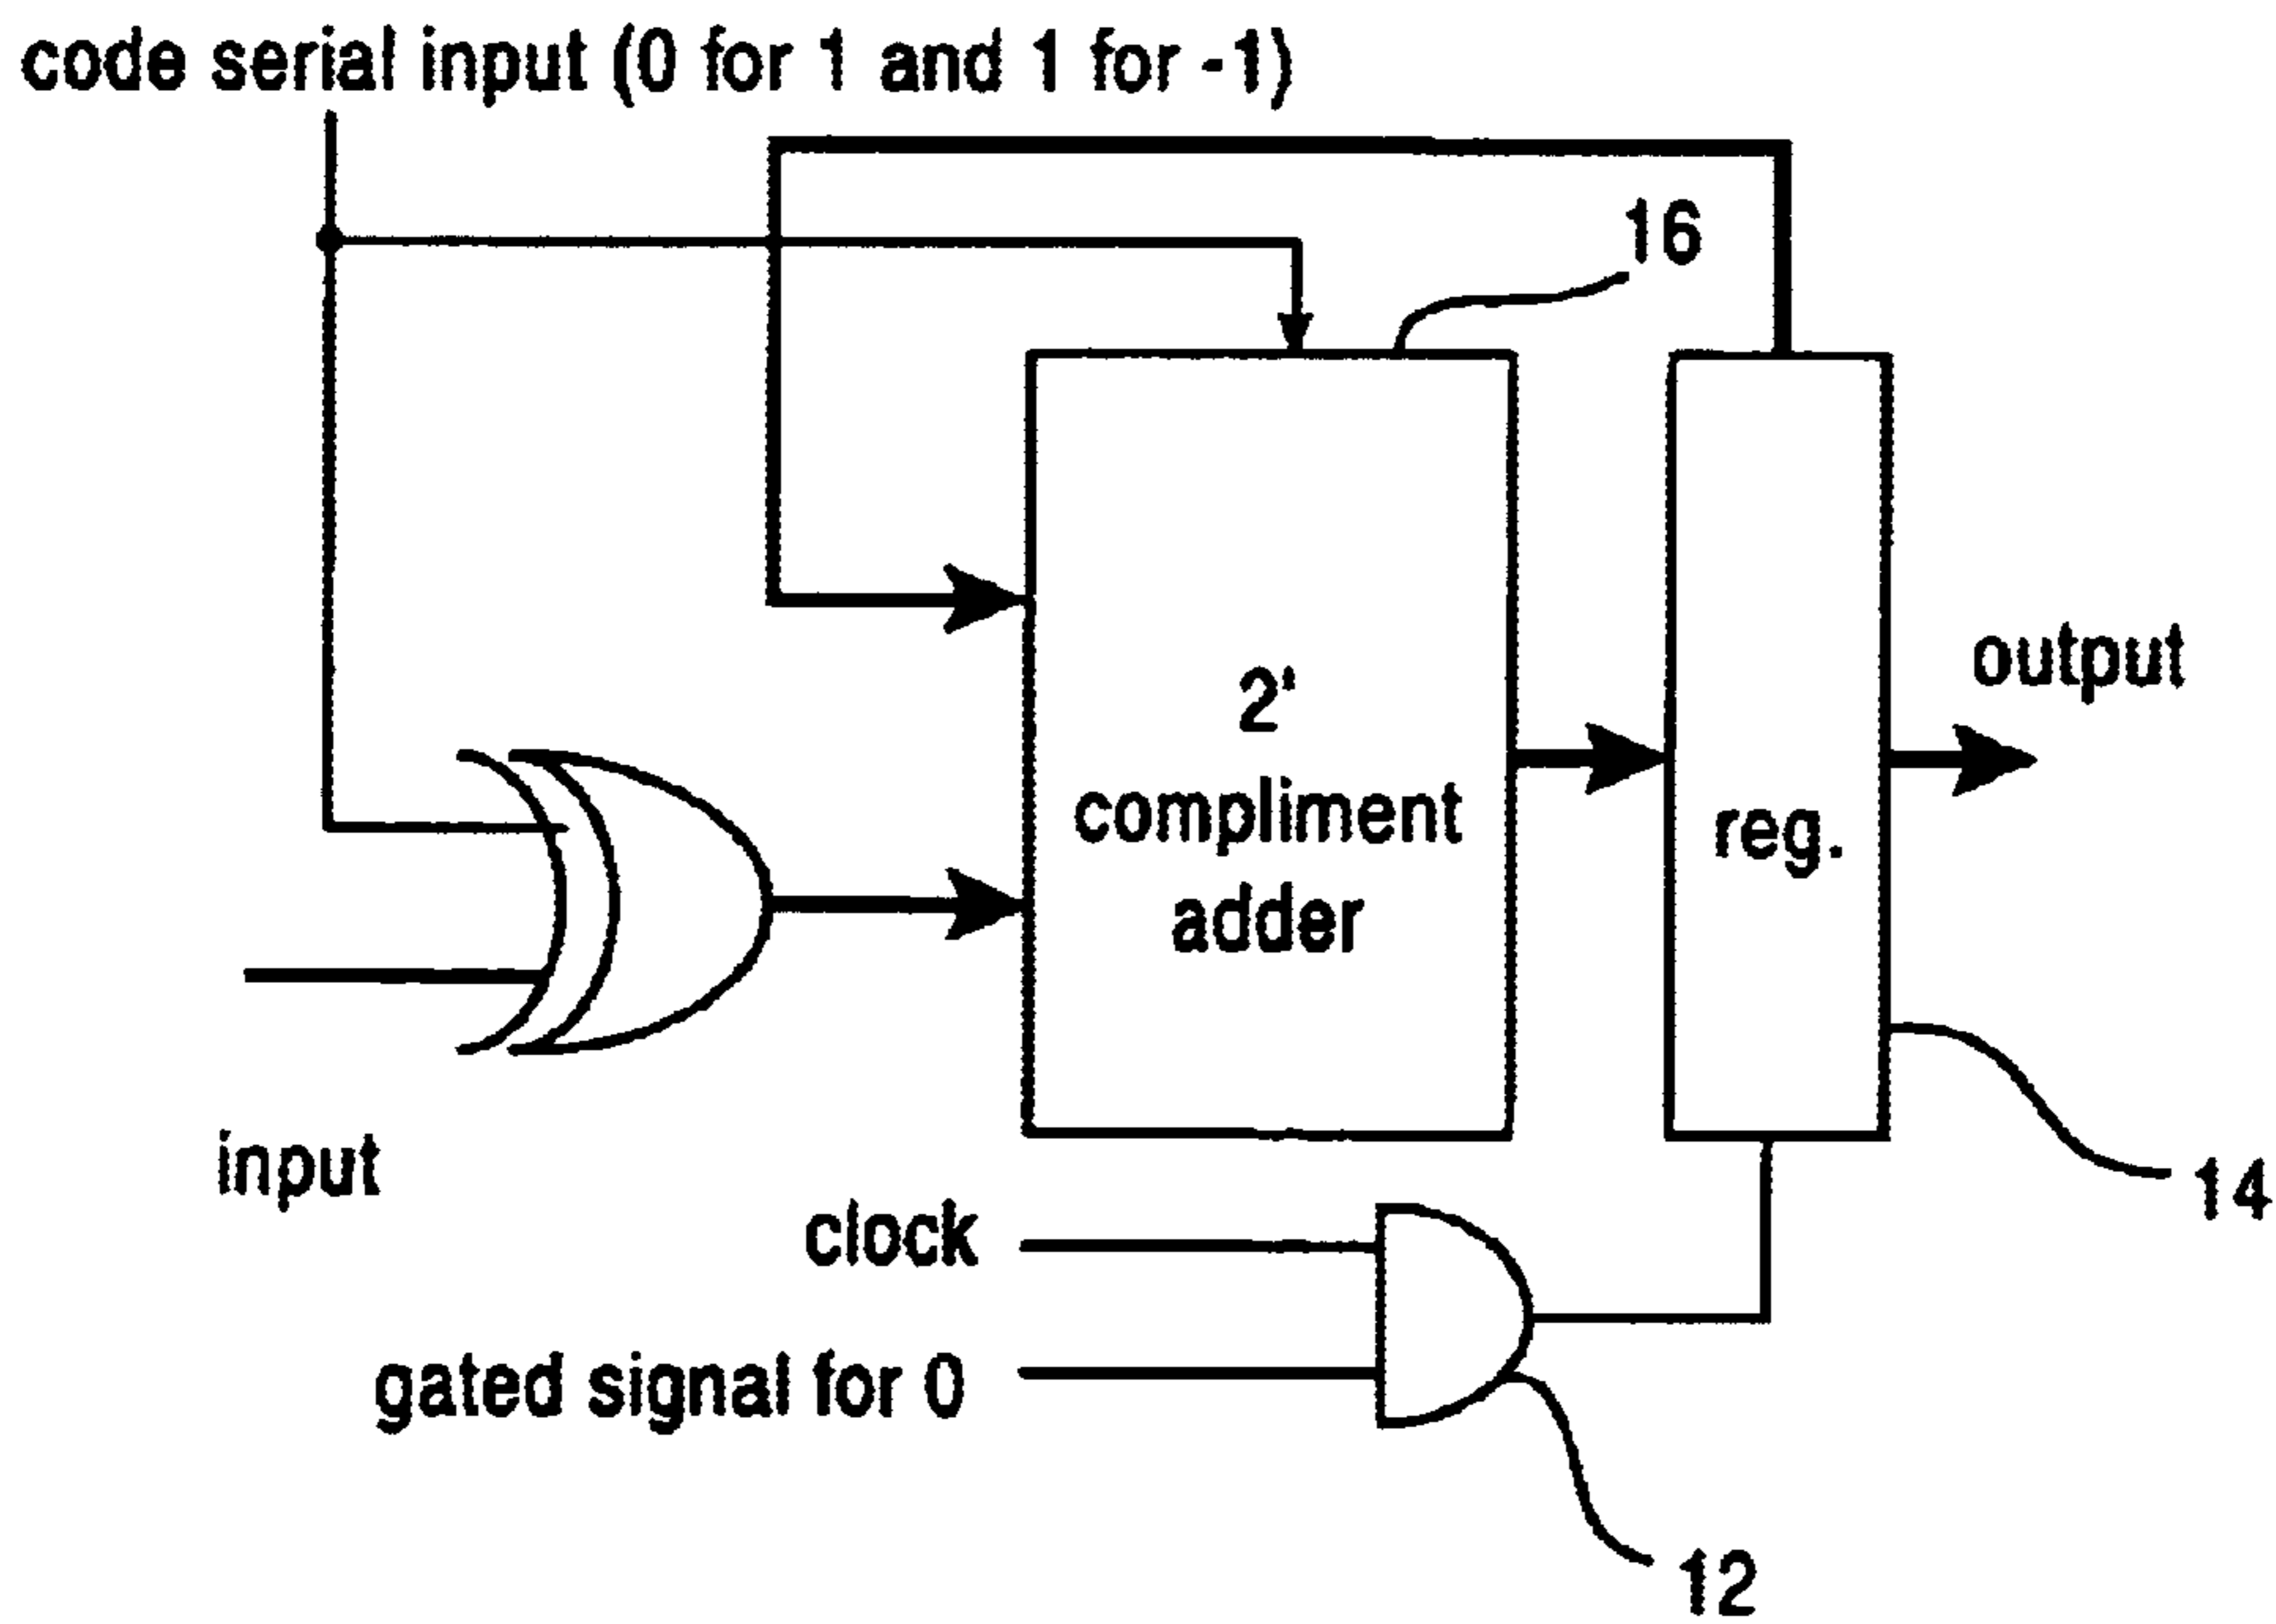 code serial input (0 for 1 and 1 for -1)
16
2'
compliment
adder
reg.
output
input
14
clock
gated signal for 0
12